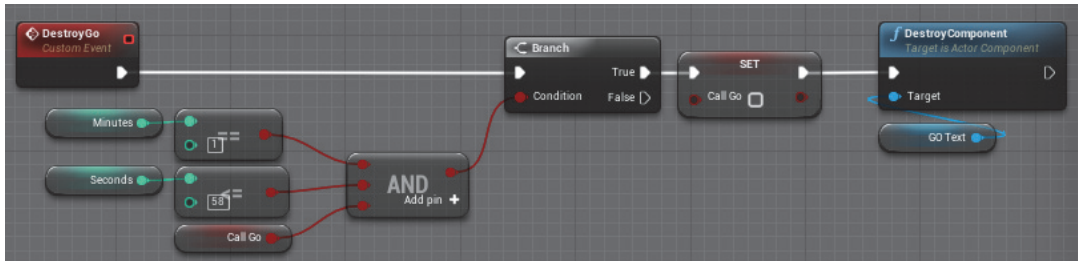 DestroyGo
Custom Event
Branch
True
Condition
False
SET
Call Go
DestroyComponent
Target is Actor Component
Target
GO Text
Minutes
1
==
Seconds
58
<=
AND
Add pin +
Call Go